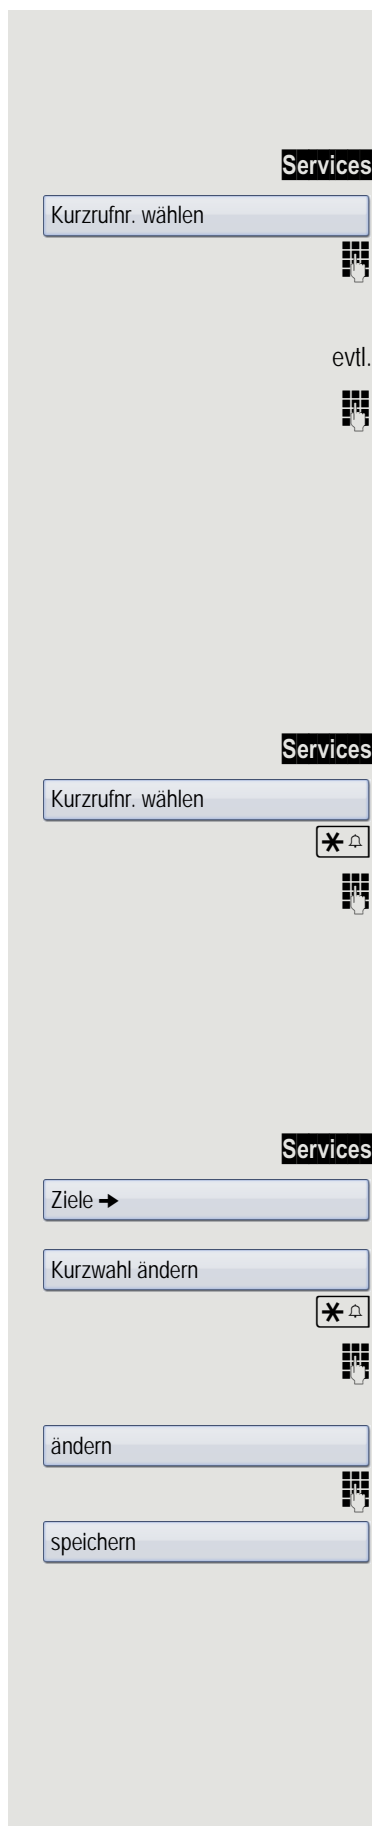 Services
Kurzrufnr. wählen
evtl.
Services
Kurzrufnr. wählen
Services
Ziele ➜
Kurzwahl ändern
ändern
speichern